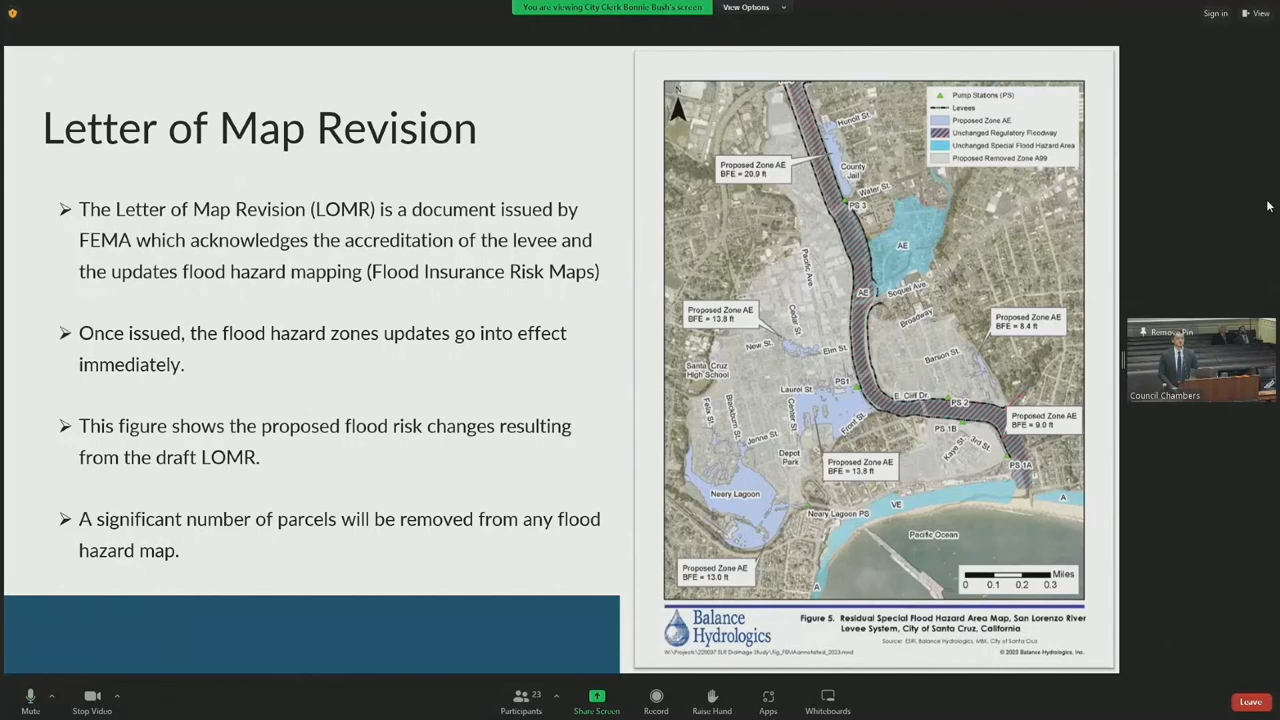 You are viewing City Clerk Bonnie Bush's screen
View Options
Sign in
View
Letter of Map Revision
➢ The Letter of Map Revision (LOMR) is a document issued by
FEMA which acknowledges the accreditation of the levee and
the updates flood hazard mapping (Flood Insurance Risk Maps)
➢ Once issued, the flood hazard zones updates go into effect
immediately.
➢ This figure shows the proposed flood risk changes resulting
from the draft LOMR.
➢ A significant number of parcels will be removed from any flood
hazard map.
N
Pump Stations (PS)
Levees
Proposed Zone AE
Unchanged Regulatory Floodway
Unchanged Special Flood Hazard Area
Proposed Removed Zone A99
Hunolt St.
Proposed Zone AE
BFE = 20.9 ft
County
Jail
Water St.
PS 3
AE
Pacific Ave
AE
Soquel Ave
Proposed Zone AE
BFE = 13.8 ft
Cedar St.
Broadway
Proposed Zone AE
BFE = 8.4 ft
New St.
Elm St.
Barson St.
Santa Cruz
High School
Laurel St.
PS1
E. Cliff Dr.
PS 2
Felix St.
Blackburn St.
Center St.
Front St.
Proposed Zone AE
BFE = 9.0 ft
PS 1B
Jenne St.
Kaye St.
3rd St.
Depot
Park
Proposed Zone AE
BFE = 13.8 ft
PS 1A
Neary Lagoon
Neary Lagoon PS
VE
A
Pacific Ocean
Proposed Zone AE
BFE = 13.0 ft
A
Miles
0 0.1 0.2 0.3
Balance
Hydrologics
Figure 5. Residual Special Flood Hazard Area Map, San Lorenzo River
Levee System, City of Santa Cruz, California
Source: ESRI, Balance Hydrologics, MBK, City of Santa Cruz
© 2023 Balance Hydrologics, Inc.
Remove Pin
Council Chambers
Mute
Stop Video
23
Participants
Share Screen
Record
Raise Hand
Apps
Whiteboards
Leave